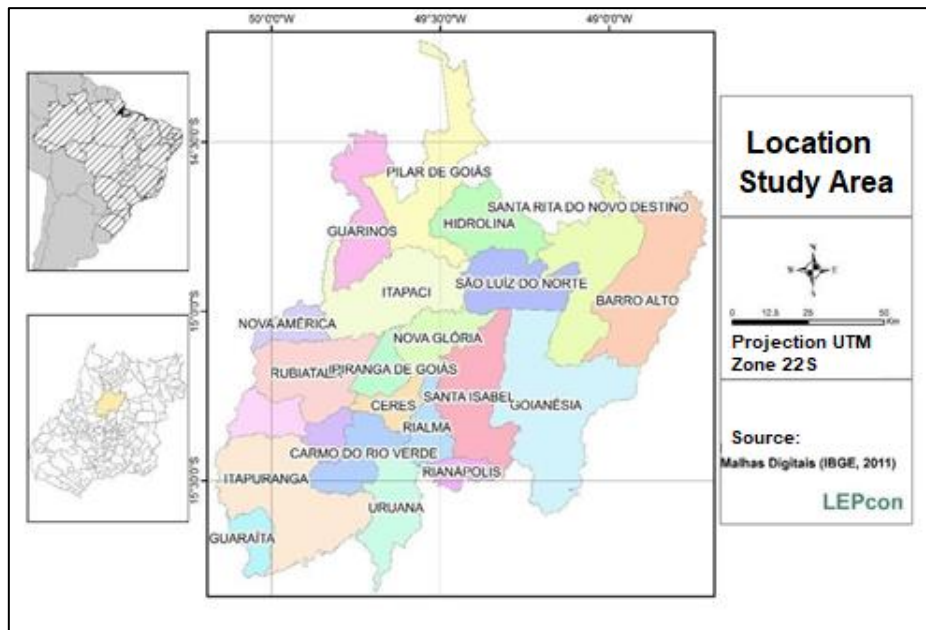 50°0'0"W 49°30'0"W 49°0'0"W
14°30'0"S
15°0'0"S
15°30'0"S
PILAR DE GOIÁS
SANTA RITA DO NOVO DESTINO
HIDROLINA
GUARINOS
SÃO LUÍZ DO NORTE
ITAPACI
BARRO ALTO
NOVA AMÉRICA
NOVA GLÓRIA
IPIRANGA DE GOIÁS
SANTA ISABEL
CERES
GOIANÉSIA
RIALMA
CARMO DO RIO VERDE
RIANÁPOLIS
ITAPURANGA
URUANA
GUARAÍTA
Location
Study Area
N
W E
S
0 12.5 25 50
Km
Projection UTM
Zone 22S
Source:
Malhas Digitais (IBGE, 2011)
LEPcon